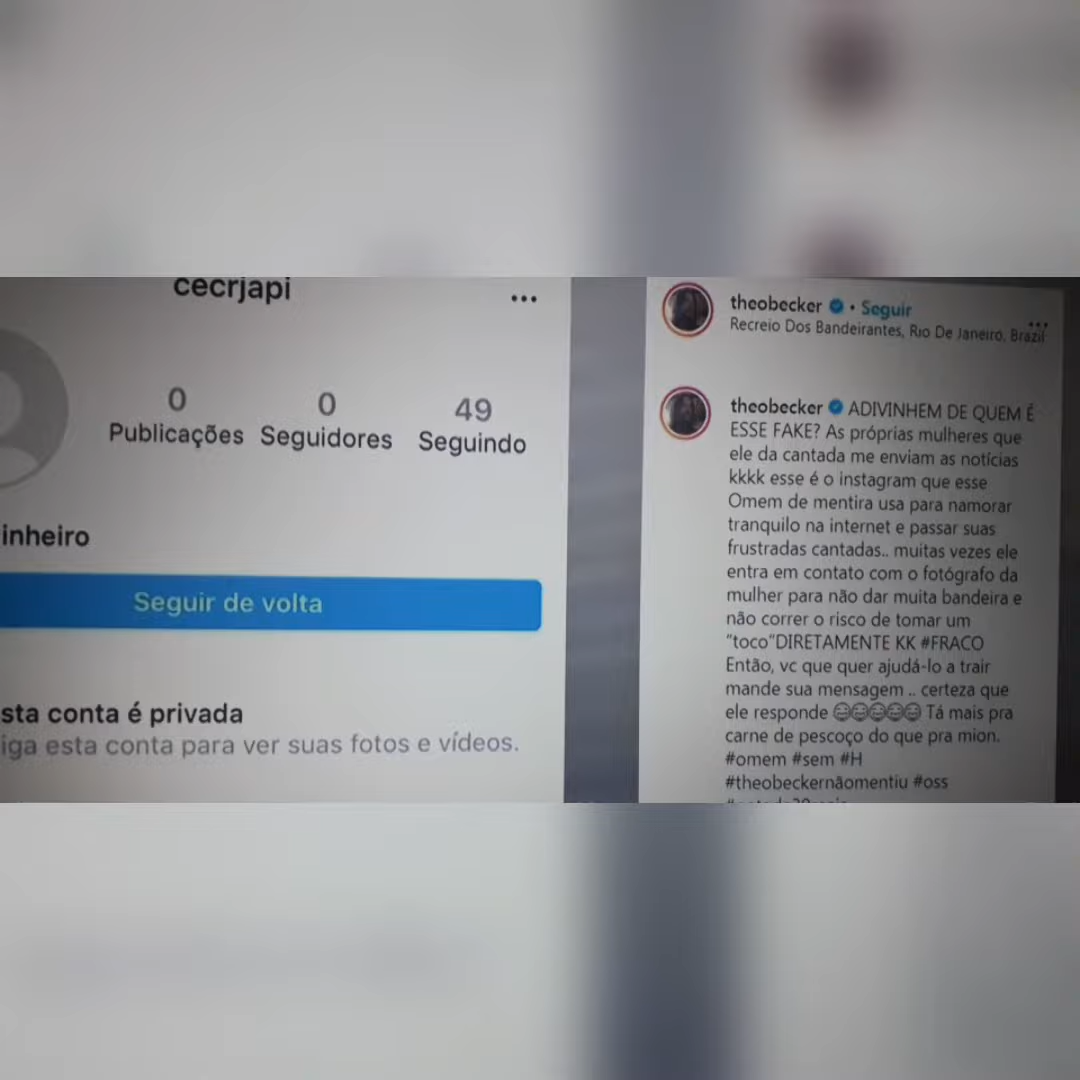 cecrjapi
...
0
0
49
Publicações
Seguidores
Seguindo
inheiro
Seguir de volta
sta conta é privada
iga esta conta para ver suas fotos e vídeos.
theobecker • Seguir
Recreio Dos Bandeirantes, Rio De Janeiro, Brazil
...
theobecker ADIVINHEM DE QUEM É
ESSE FAKE? As próprias mulheres que
ele da cantada me enviam as notícias
kkkk esse é o instagram que esse
Omem de mentira usa para namorar
tranquilo na internet e passar suas
frustradas cantadas.. muitas vezes ele
entra em contato com o fotógrafo da
mulher para não dar muita bandeira e
não correr o risco de tomar um
"toco"DIRETAMENTE KK #FRACO
Então, vc que quer ajudá-lo a trair
mande sua mensagem .. certeza que
ele responde 😂😂😂😂😂 Tá mais pra
carne de pescoço do que pra mion.
#omem #sem #H
#theobeckernãomentiu #oss